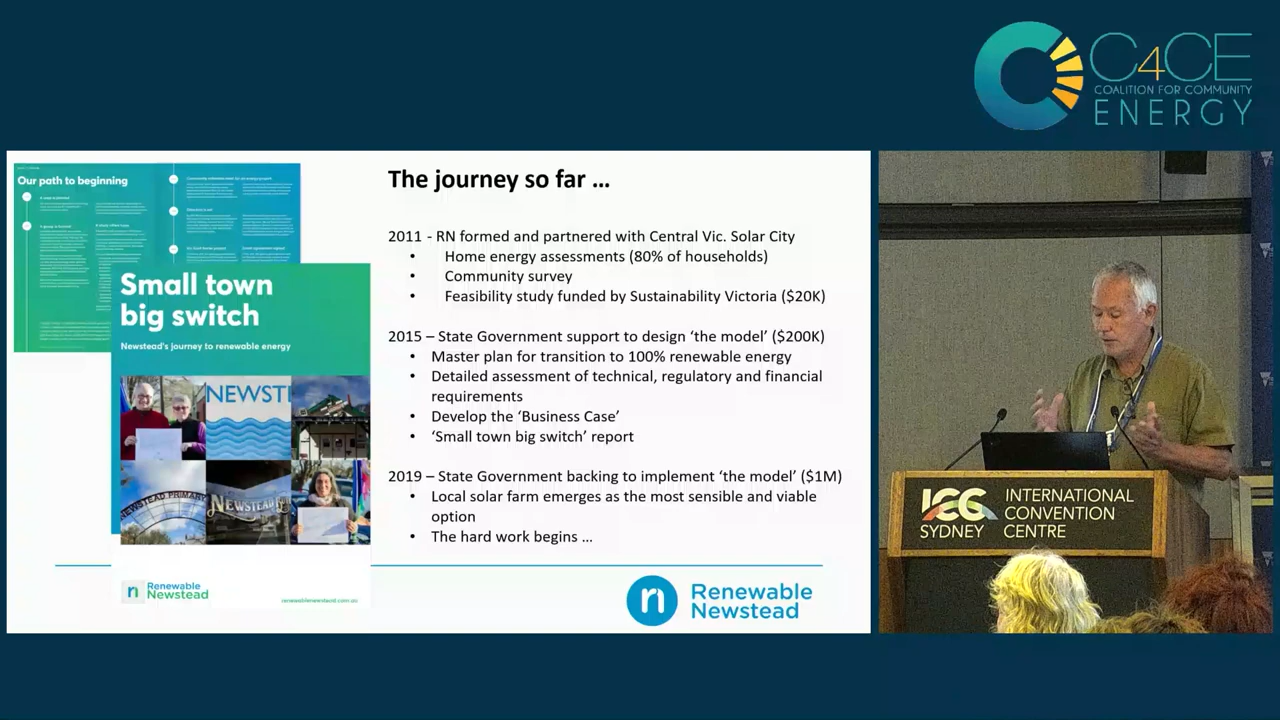 C4CE
COALITION FOR COMMUNITY
ENERGY
Our path to beginning
Small town
big switch
Newstead's journey to renewable energy
NEWSTE
NEWSTEAD PRIMARY
NEWSTEAD
Renewable
Newstead
renewablenewstead.com.au
The journey so far ...
2011 - RN formed and partnered with Central Vic. Solar City
• Home energy assessments (80% of households)
• Community survey
• Feasibility study funded by Sustainability Victoria ($20K)
2015 – State Government support to design ‘the model’ ($200K)
• Master plan for transition to 100% renewable energy
• Detailed assessment of technical, regulatory and financial
requirements
• Develop the ‘Business Case’
• ‘Small town big switch’ report
2019 – State Government backing to implement ‘the model’ ($1M)
• Local solar farm emerges as the most sensible and viable
option
• The hard work begins ...
n Renewable
Newstead
ICC
SYDNEY
INTERNATIONAL
CONVENTION
CENTRE